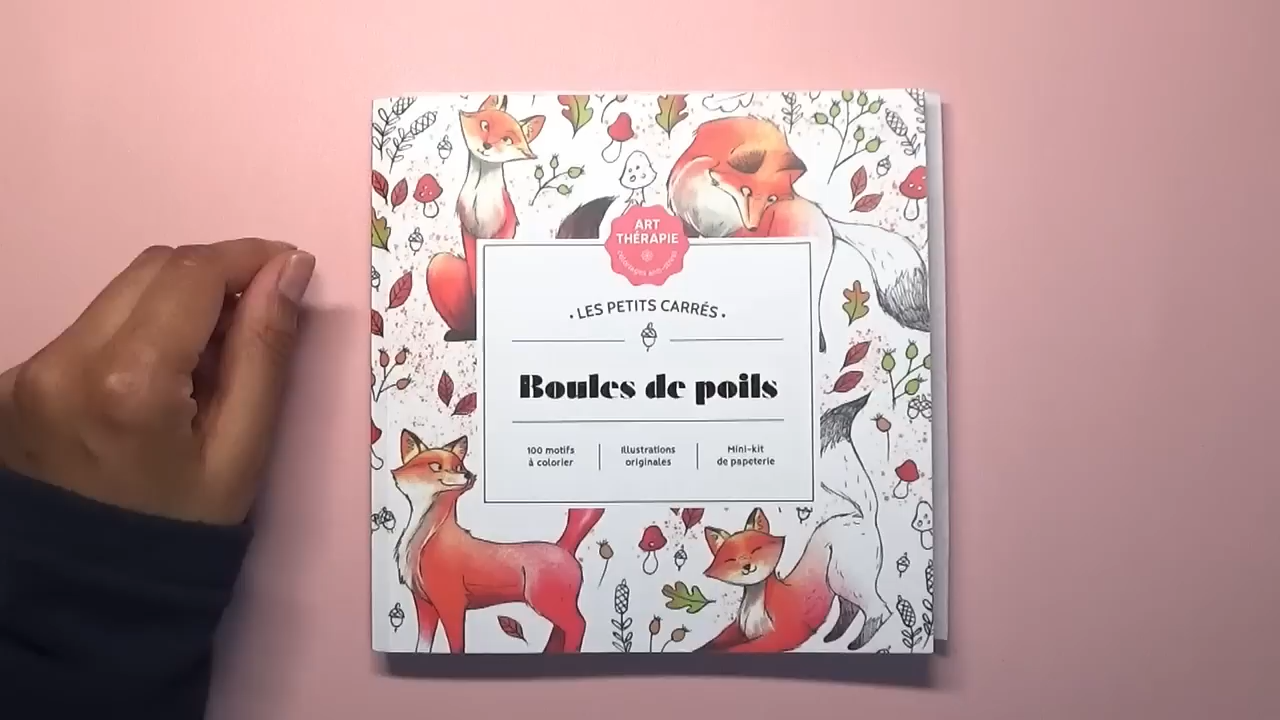 ART
THÉRAPIE
· LES PETITS CARRÉS ·
Boules de poils
100 motifs
à colorier
Illustrations
originales
Mini-kit
de papeterie